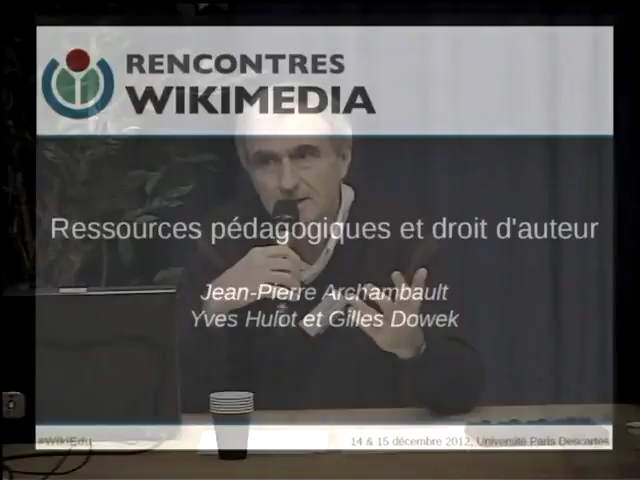 RENCONTRES
WIKIMEDIA
Ressources pédagogiques et droit d'auteur
Jean-Pierre Archambault
Yves Hulot et Gilles Dowek
#WikiEdu
14 & 15 décembre 2012, Université Paris Descartes